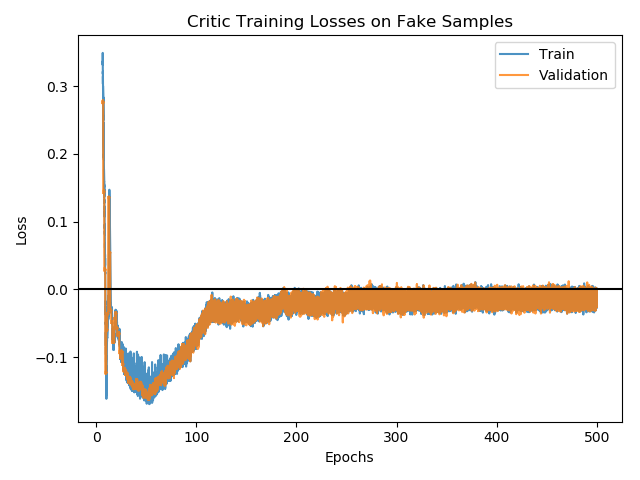 Critic Training Losses on Fake Samples
Train
Validation
Loss
0.3
0.2
0.1
0.0
−0.1
0
100
200
300
400
500
Epochs